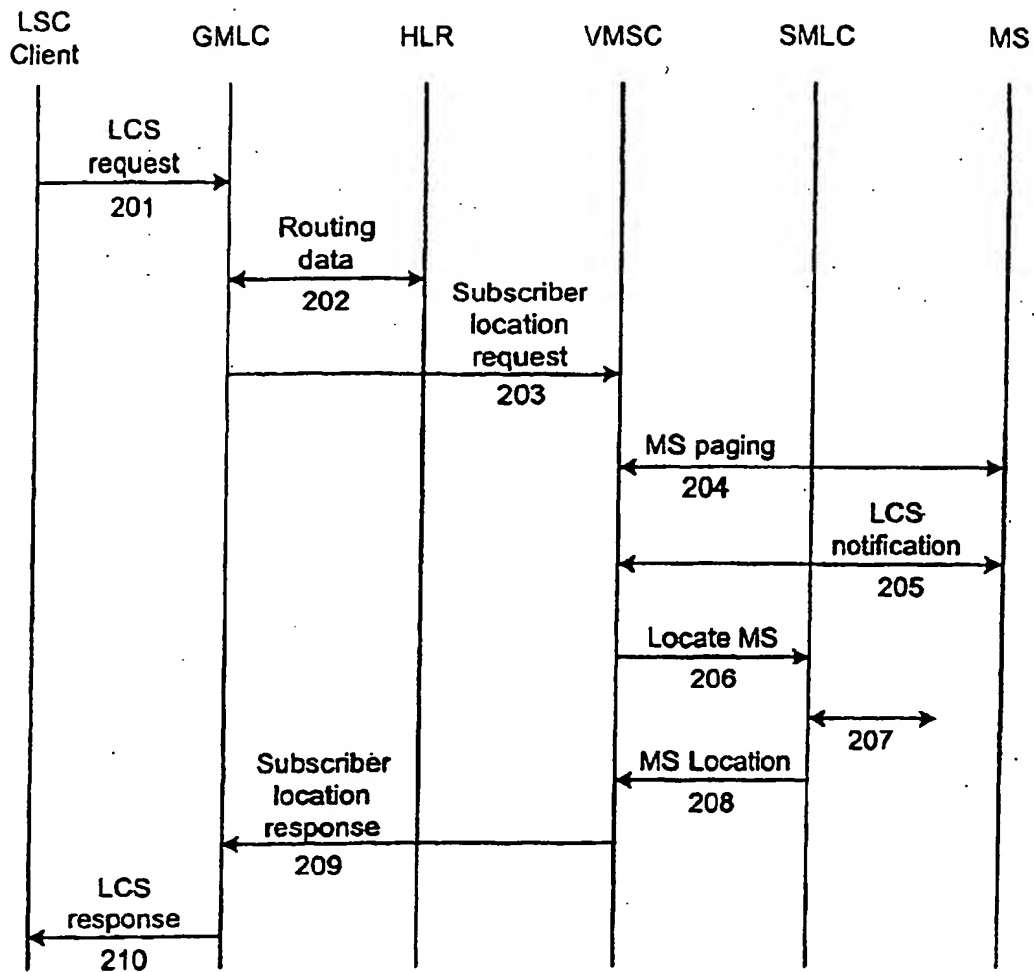 LSC
Client
GMLC
HLR
VMSC
SMLC
MS
LCS
request
201
Routing
data
202
Subscriber
location
request
203
MS paging
204
LCS
notification
205
Locate MS
206
207
MS Location
208
Subscriber
location
response
209
LCS
response
210